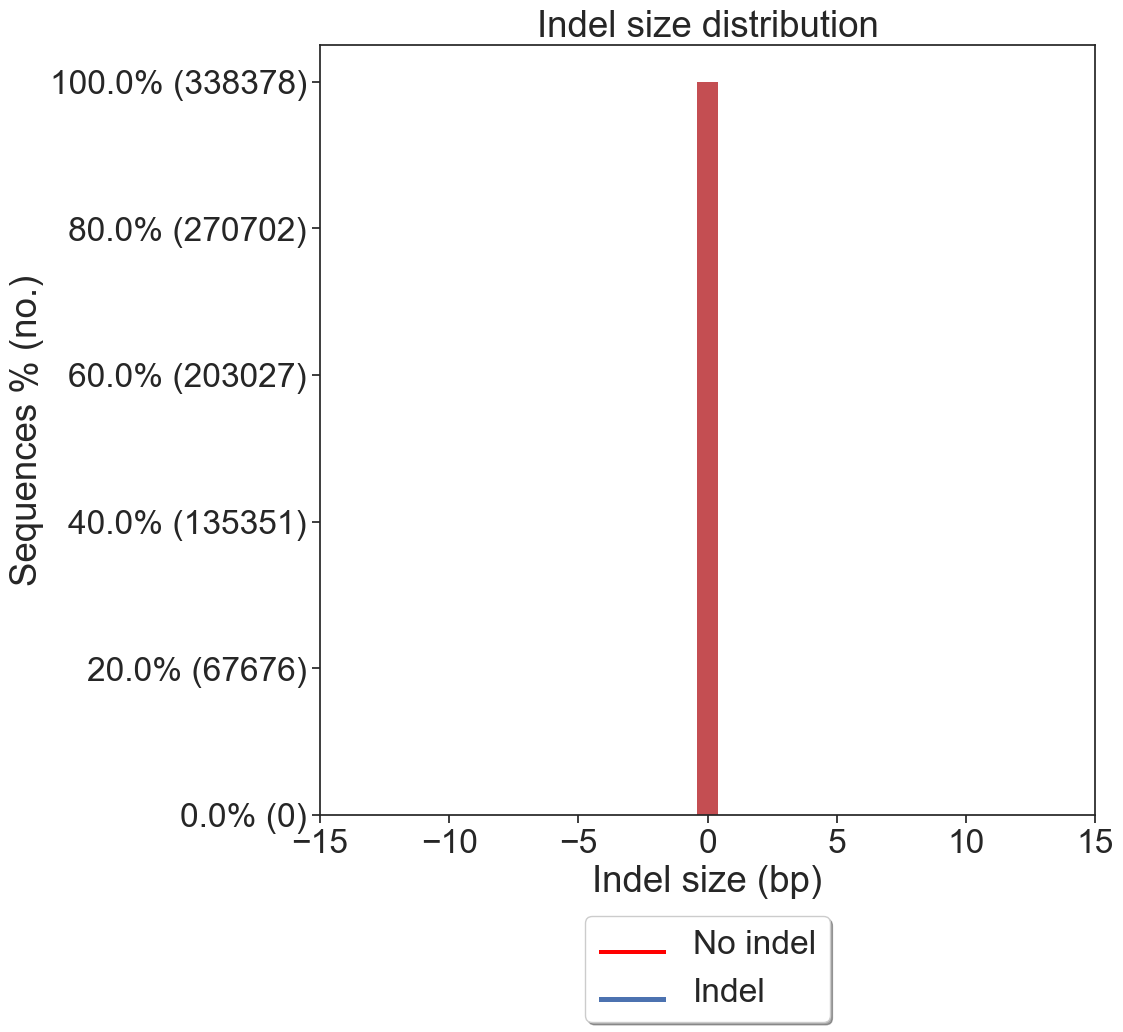 Indel size distribution
Sequences % (no.)
100.0% (338378)
80.0% (270702)
60.0% (203027)
40.0% (135351)
20.0% (67676)
0.0% (0)
−15 −10 −5 0 5 10 15
Indel size (bp)
No indel
Indel